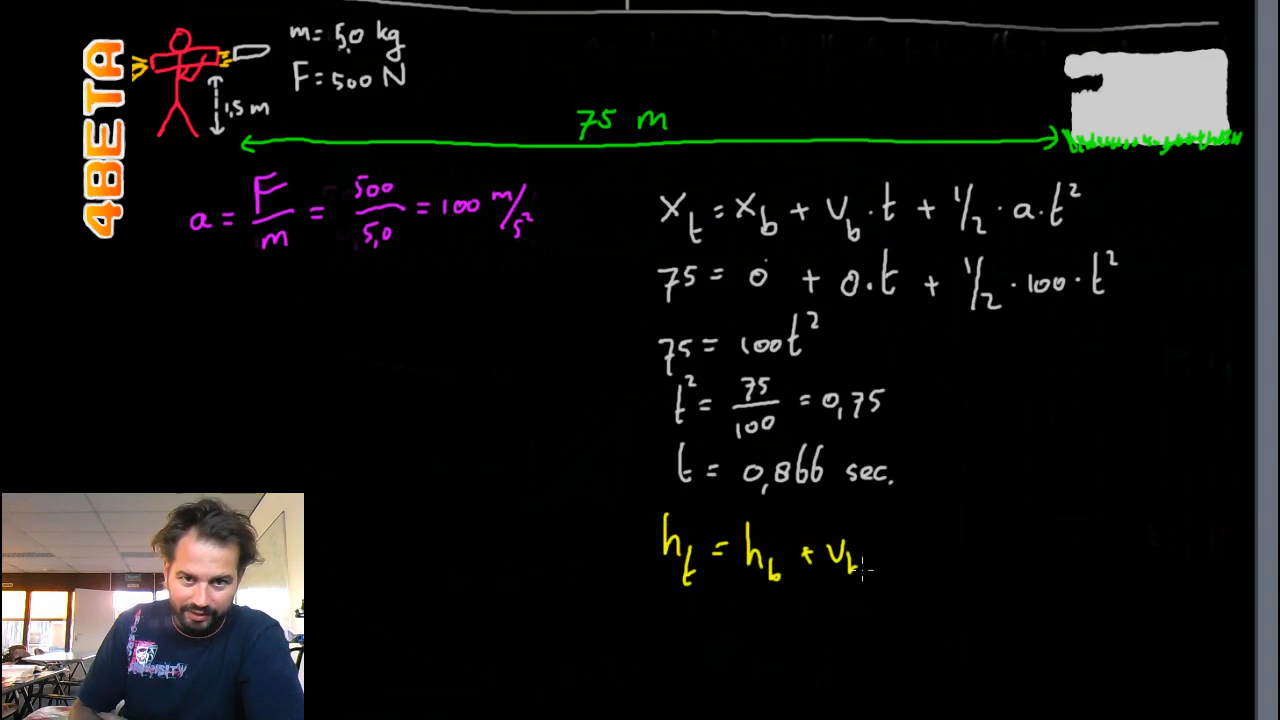 4BETA
m = 5,0 kg
F = 500 N
1,5 m
75 m
a = F/m = 500/5,0 = 100 m/s²
x_t = x_b + v_b · t + 1/2 · a · t²
75 = 0 + 0 · t + 1/2 · 100 · t²
75 = 100t²
t² = 75/100 = 0,75
t = 0,866 sec.
h_t = h_b + v_b